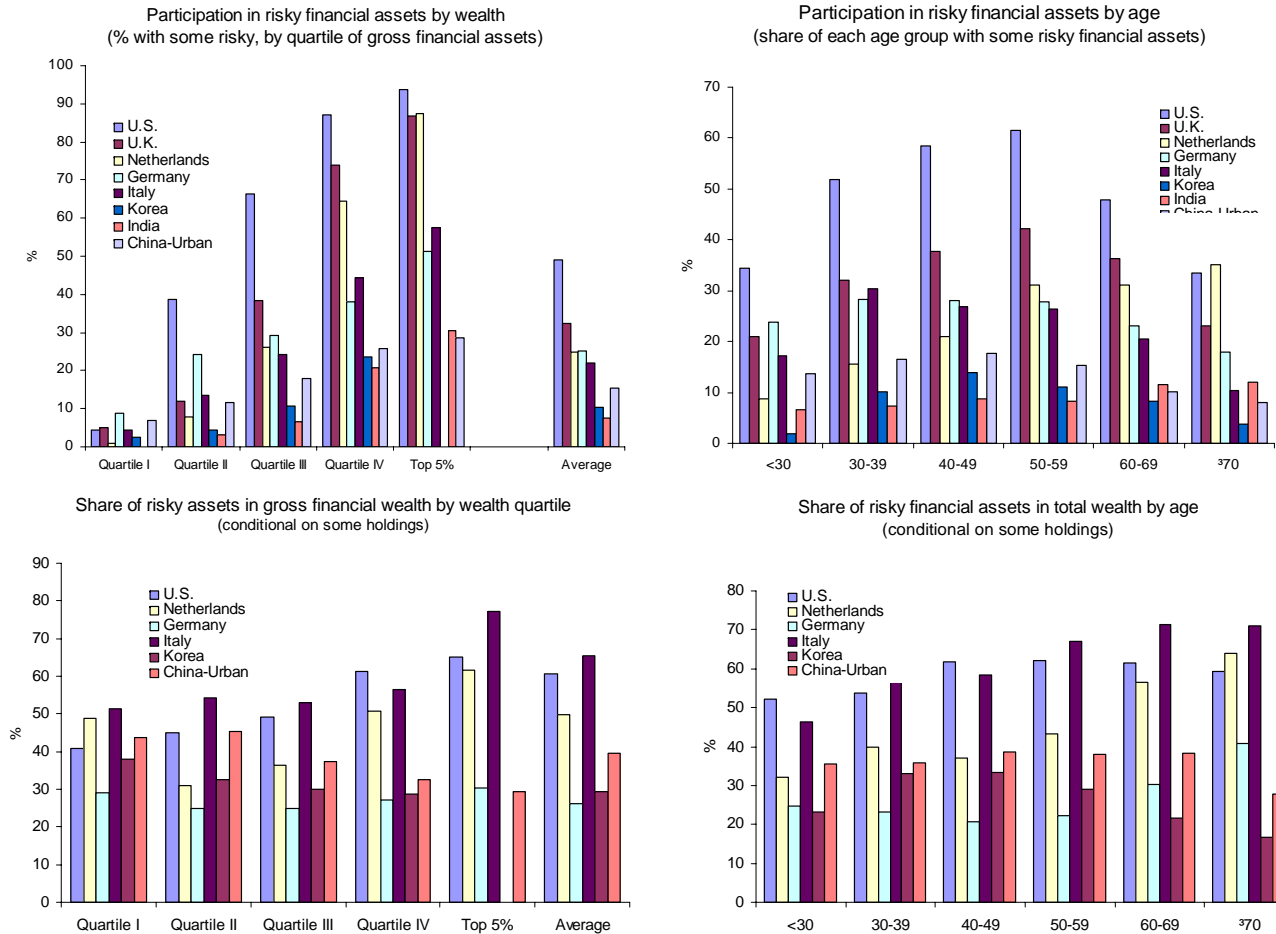 Participation in risky financial assets by wealth
(% with some risky, by quartile of gross financial assets)
100
90
80
70
60
50
40
30
20
10
0
%
U.S.
U.K.
Netherlands
Germany
Italy
Korea
India
China-Urban
Quartile I Quartile II Quartile III Quartile IV Top 5% Average
Participation in risky financial assets by age
(share of each age group with some risky financial assets)
70
60
50
40
30
20
10
0
%
U.S.
U.K.
Netherlands
Germany
Italy
Korea
India
China-Urban
<30 30-39 40-49 50-59 60-69 ³70
Share of risky assets in gross financial wealth by wealth quartile
(conditional on some holdings)
90
80
70
60
50
40
30
20
10
0
%
U.S.
Netherlands
Germany
Italy
Korea
China-Urban
Quartile I Quartile II Quartile III Quartile IV Top 5% Average
Share of risky financial assets in total wealth by age
(conditional on some holdings)
80
70
60
50
40
30
20
10
0
%
U.S.
Netherlands
Germany
Italy
Korea
China-Urban
<30 30-39 40-49 50-59 60-69 ³70